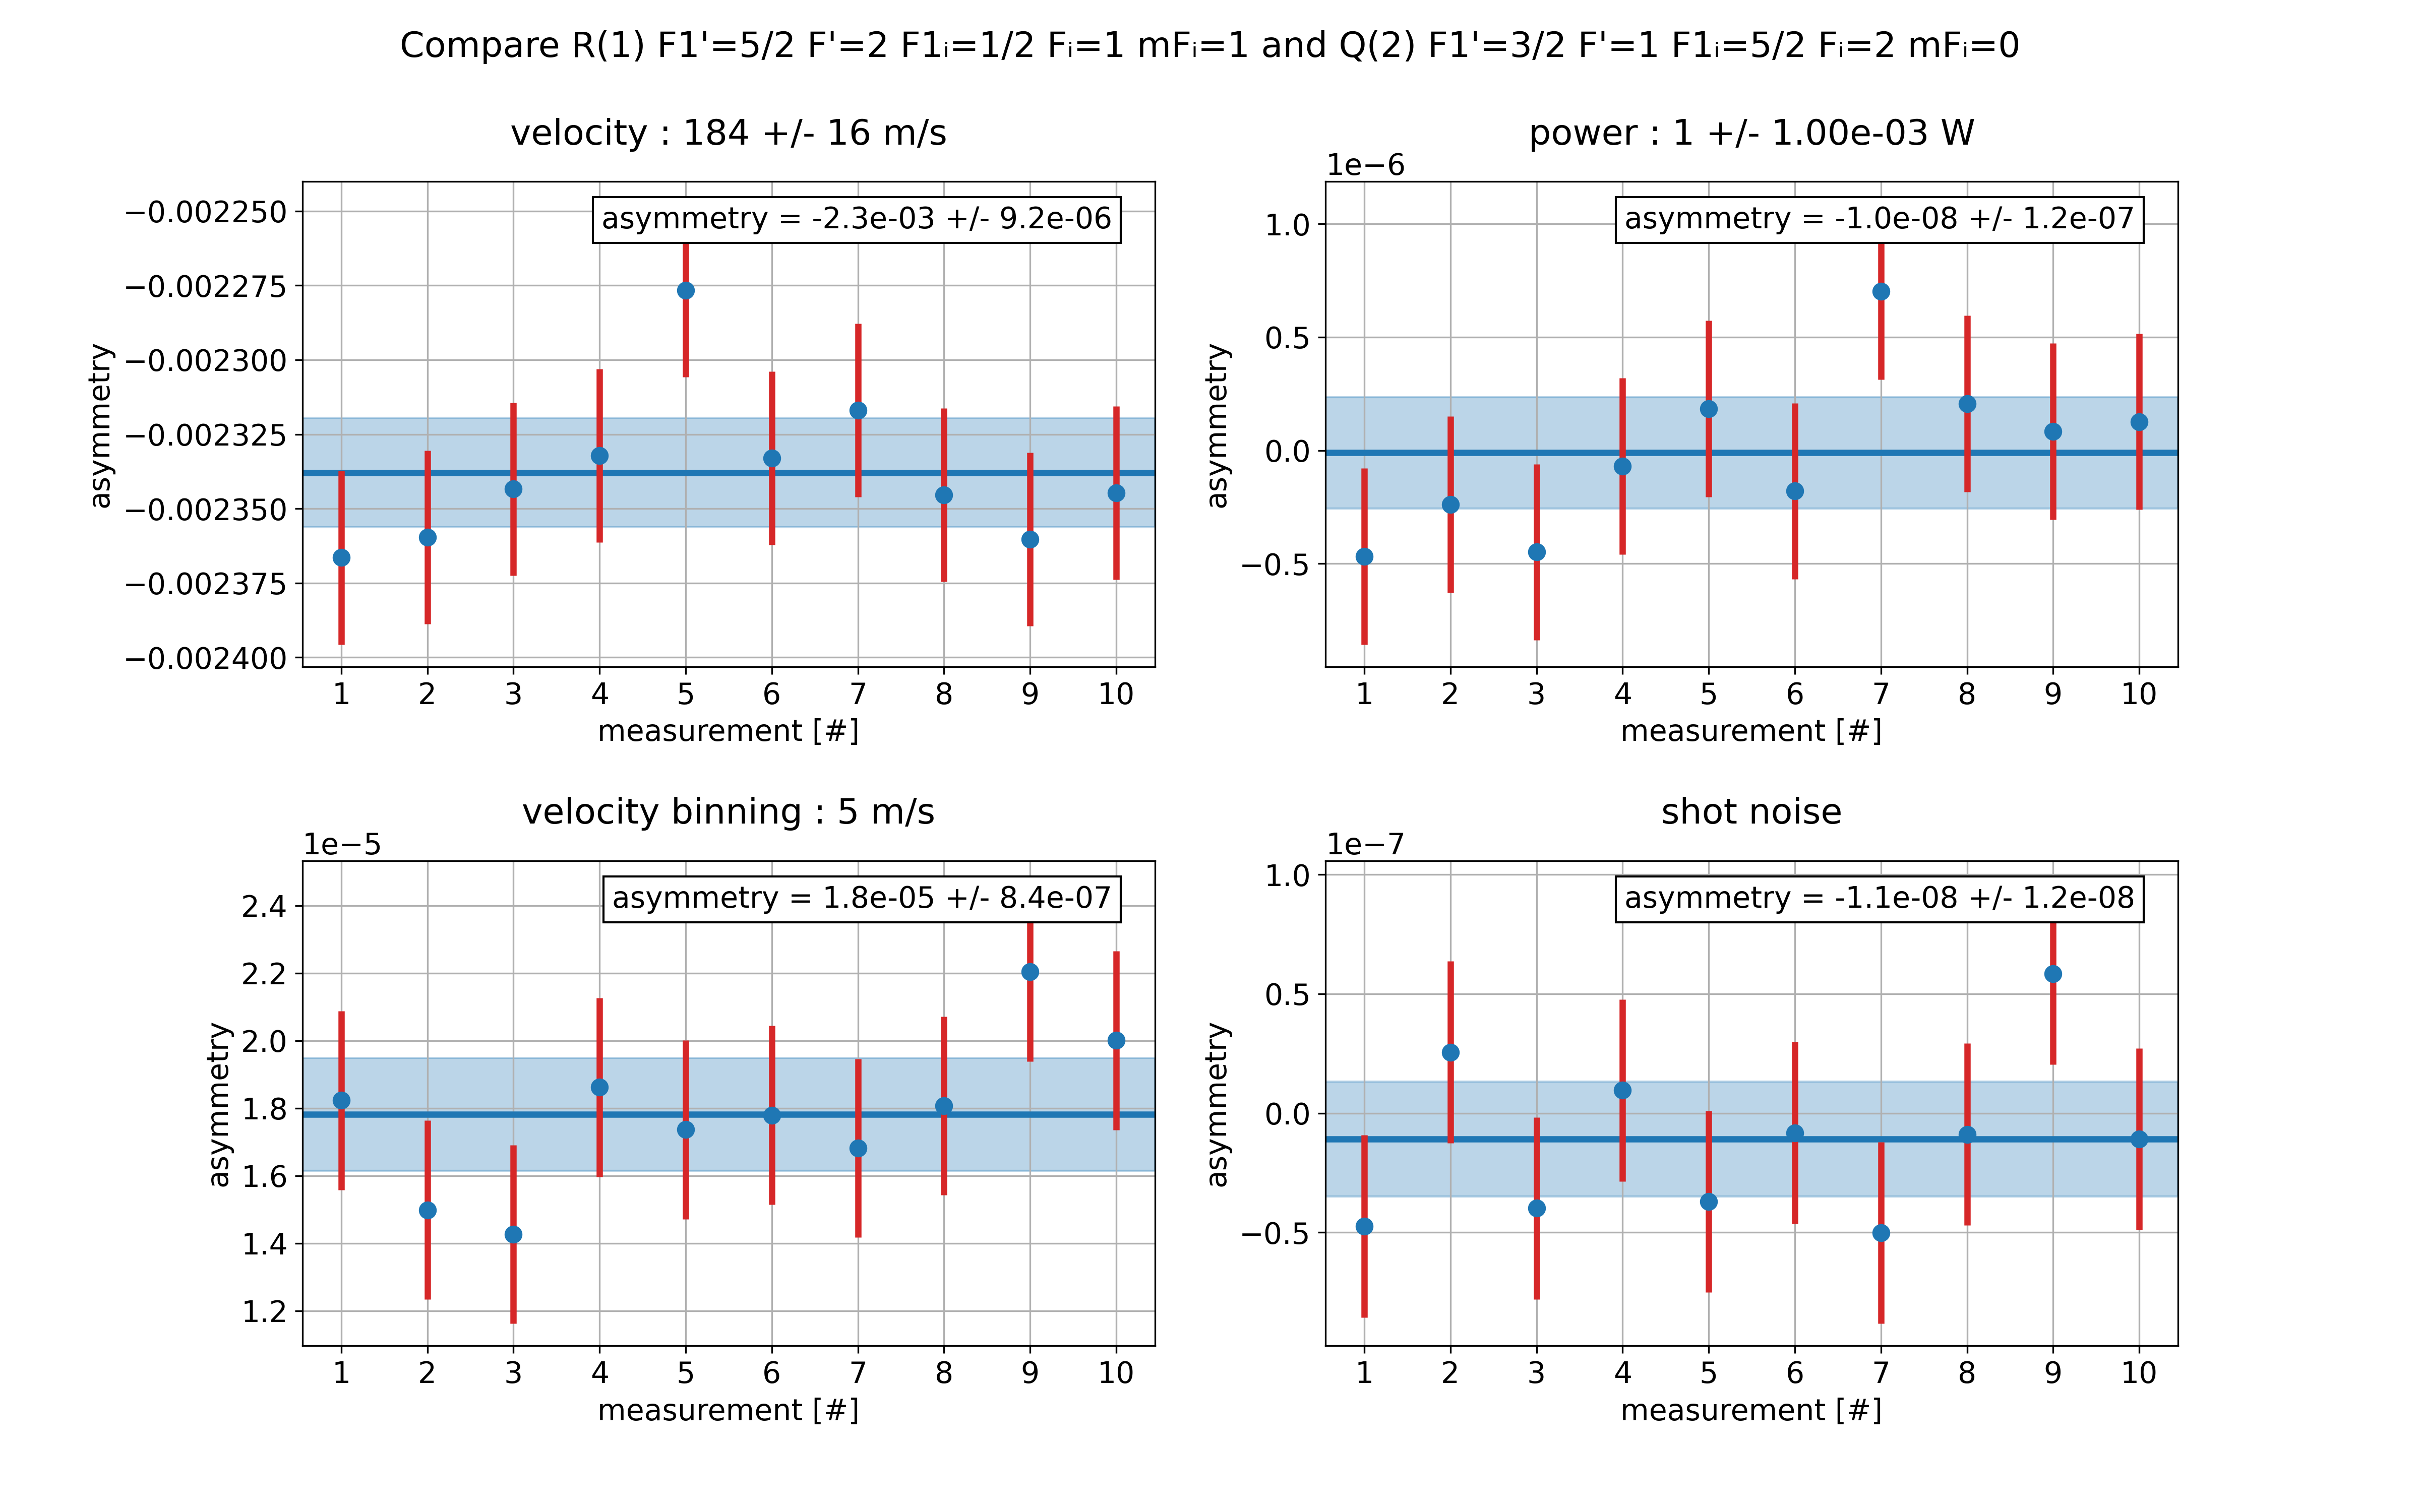 Compare R(1) F1'=5/2 F'=2 F1ᵢ=1/2 Fᵢ=1 mFᵢ=1 and Q(2) F1'=3/2 F'=1 F1ᵢ=5/2 Fᵢ=2 mFᵢ=0
velocity : 184 +/- 16 m/s
asymmetry = -2.3e-03 +/- 9.2e-06
−0.002250
−0.002275
−0.002300
−0.002325
−0.002350
−0.002375
−0.002400
asymmetry
1 2 3 4 5 6 7 8 9 10
measurement [#]
power : 1 +/- 1.00e-03 W
1e−6
asymmetry = -1.0e-08 +/- 1.2e-07
1.0
0.5
0.0
−0.5
asymmetry
1 2 3 4 5 6 7 8 9 10
measurement [#]
velocity binning : 5 m/s
1e−5
asymmetry = 1.8e-05 +/- 8.4e-07
2.4
2.2
2.0
1.8
1.6
1.4
1.2
asymmetry
1 2 3 4 5 6 7 8 9 10
measurement [#]
shot noise
1e−7
asymmetry = -1.1e-08 +/- 1.2e-08
1.0
0.5
0.0
−0.5
asymmetry
1 2 3 4 5 6 7 8 9 10
measurement [#]